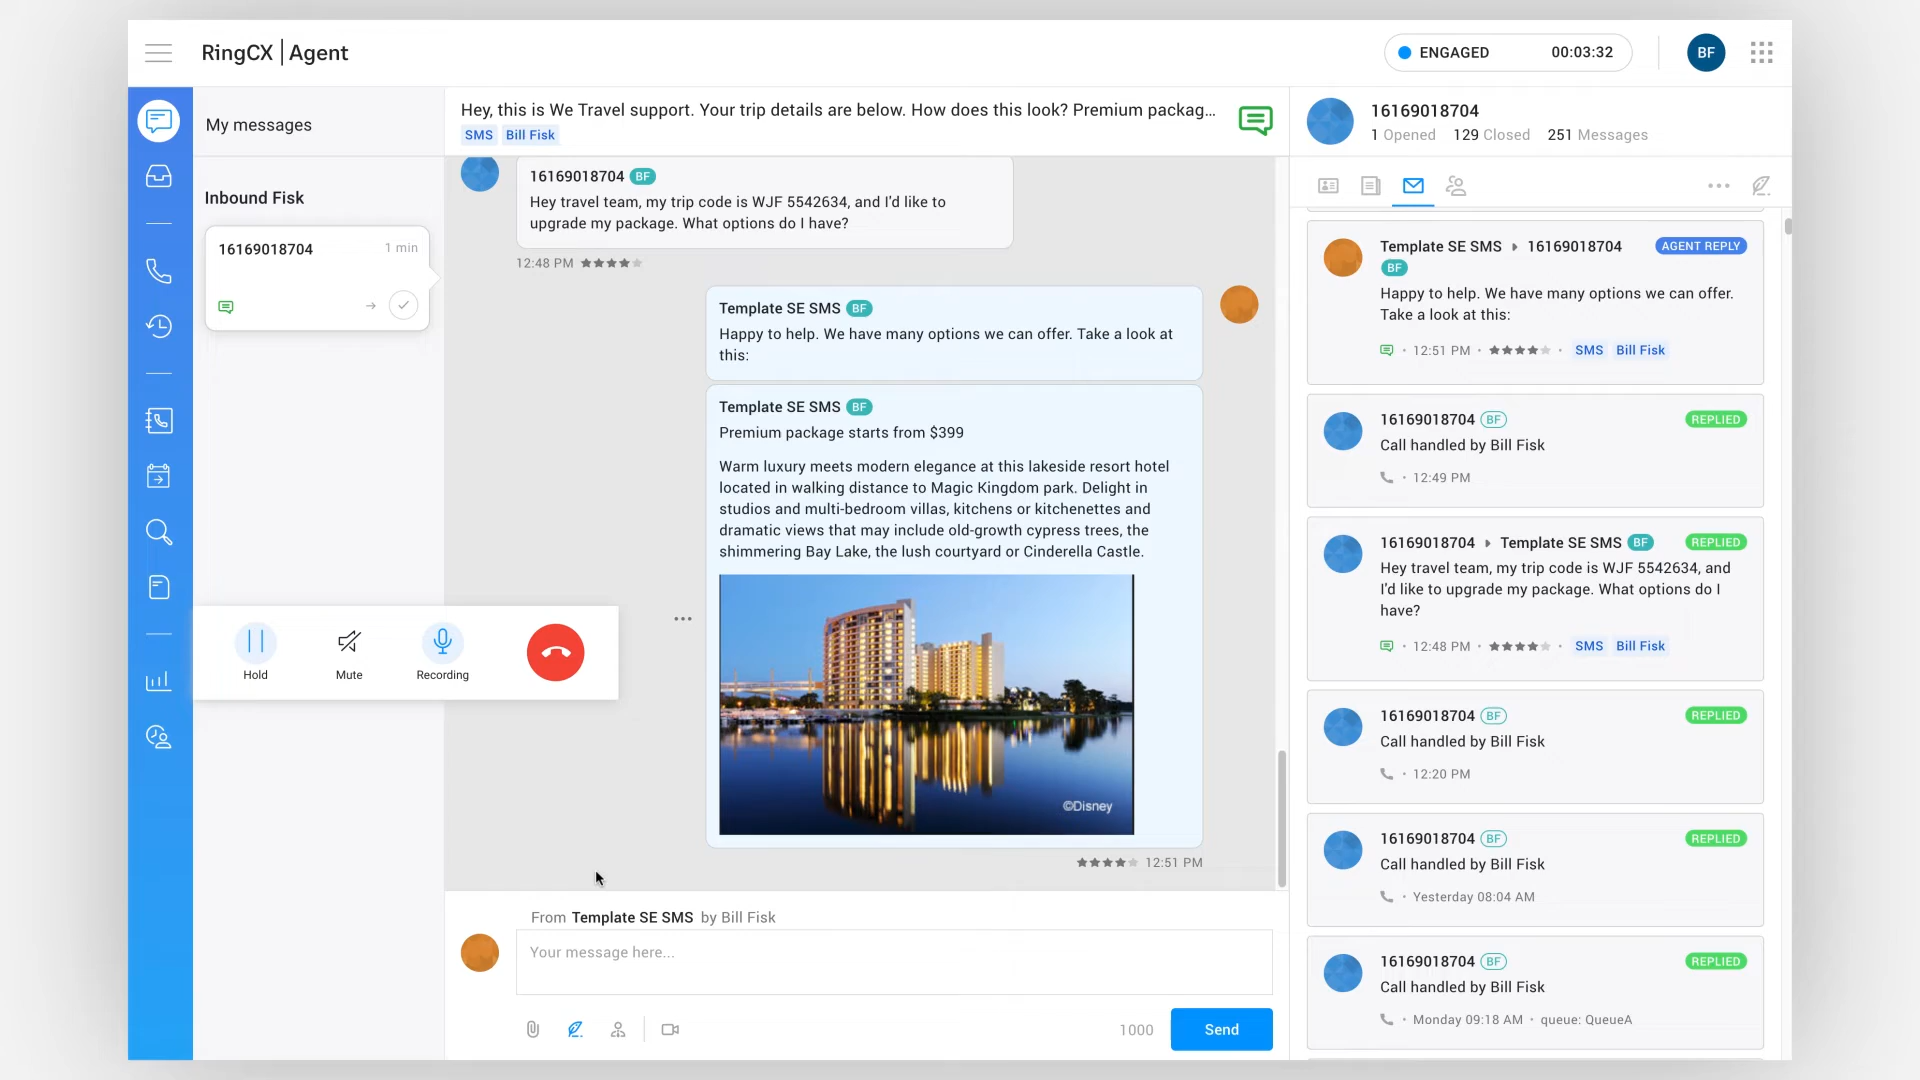 RingCX | Agent
ENGAGED 00:03:32
BF
My messages
Inbound Fisk
16169018704 1 min
Hey, this is We Travel support. Your trip details are below. How does this look? Premium packag...
SMS Bill Fisk
16169018704 BF
Hey travel team, my trip code is WJF 5542634, and I'd like to
upgrade my package. What options do I have?
12:48 PM
Template SE SMS BF
Happy to help. We have many options we can offer. Take a look at
this:
Template SE SMS BF
Premium package starts from $399
Warm luxury meets modern elegance at this lakeside resort hotel
located in walking distance to Magic Kingdom park. Delight in
studios and multi-bedroom villas, kitchens or kitchenettes and
dramatic views that may include old-growth cypress trees, the
shimmering Bay Lake, the lush courtyard or Cinderella Castle.
©Disney
12:51 PM
Hold
Mute
Recording
From Template SE SMS by Bill Fisk
Your message here...
1000
Send
16169018704
1 Opened 129 Closed 251 Messages
Template SE SMS 16169018704 AGENT REPLY
BF
Happy to help. We have many options we can offer.
Take a look at this:
12:51 PM SMS Bill Fisk
16169018704 BF REPLIED
Call handled by Bill Fisk
12:49 PM
16169018704 Template SE SMS BF REPLIED
Hey travel team, my trip code is WJF 5542634, and
I'd like to upgrade my package. What options do I
have?
12:48 PM SMS Bill Fisk
16169018704 BF REPLIED
Call handled by Bill Fisk
12:20 PM
16169018704 BF REPLIED
Call handled by Bill Fisk
Yesterday 08:04 AM
16169018704 BF REPLIED
Call handled by Bill Fisk
Monday 09:18 AM · queue: QueueA